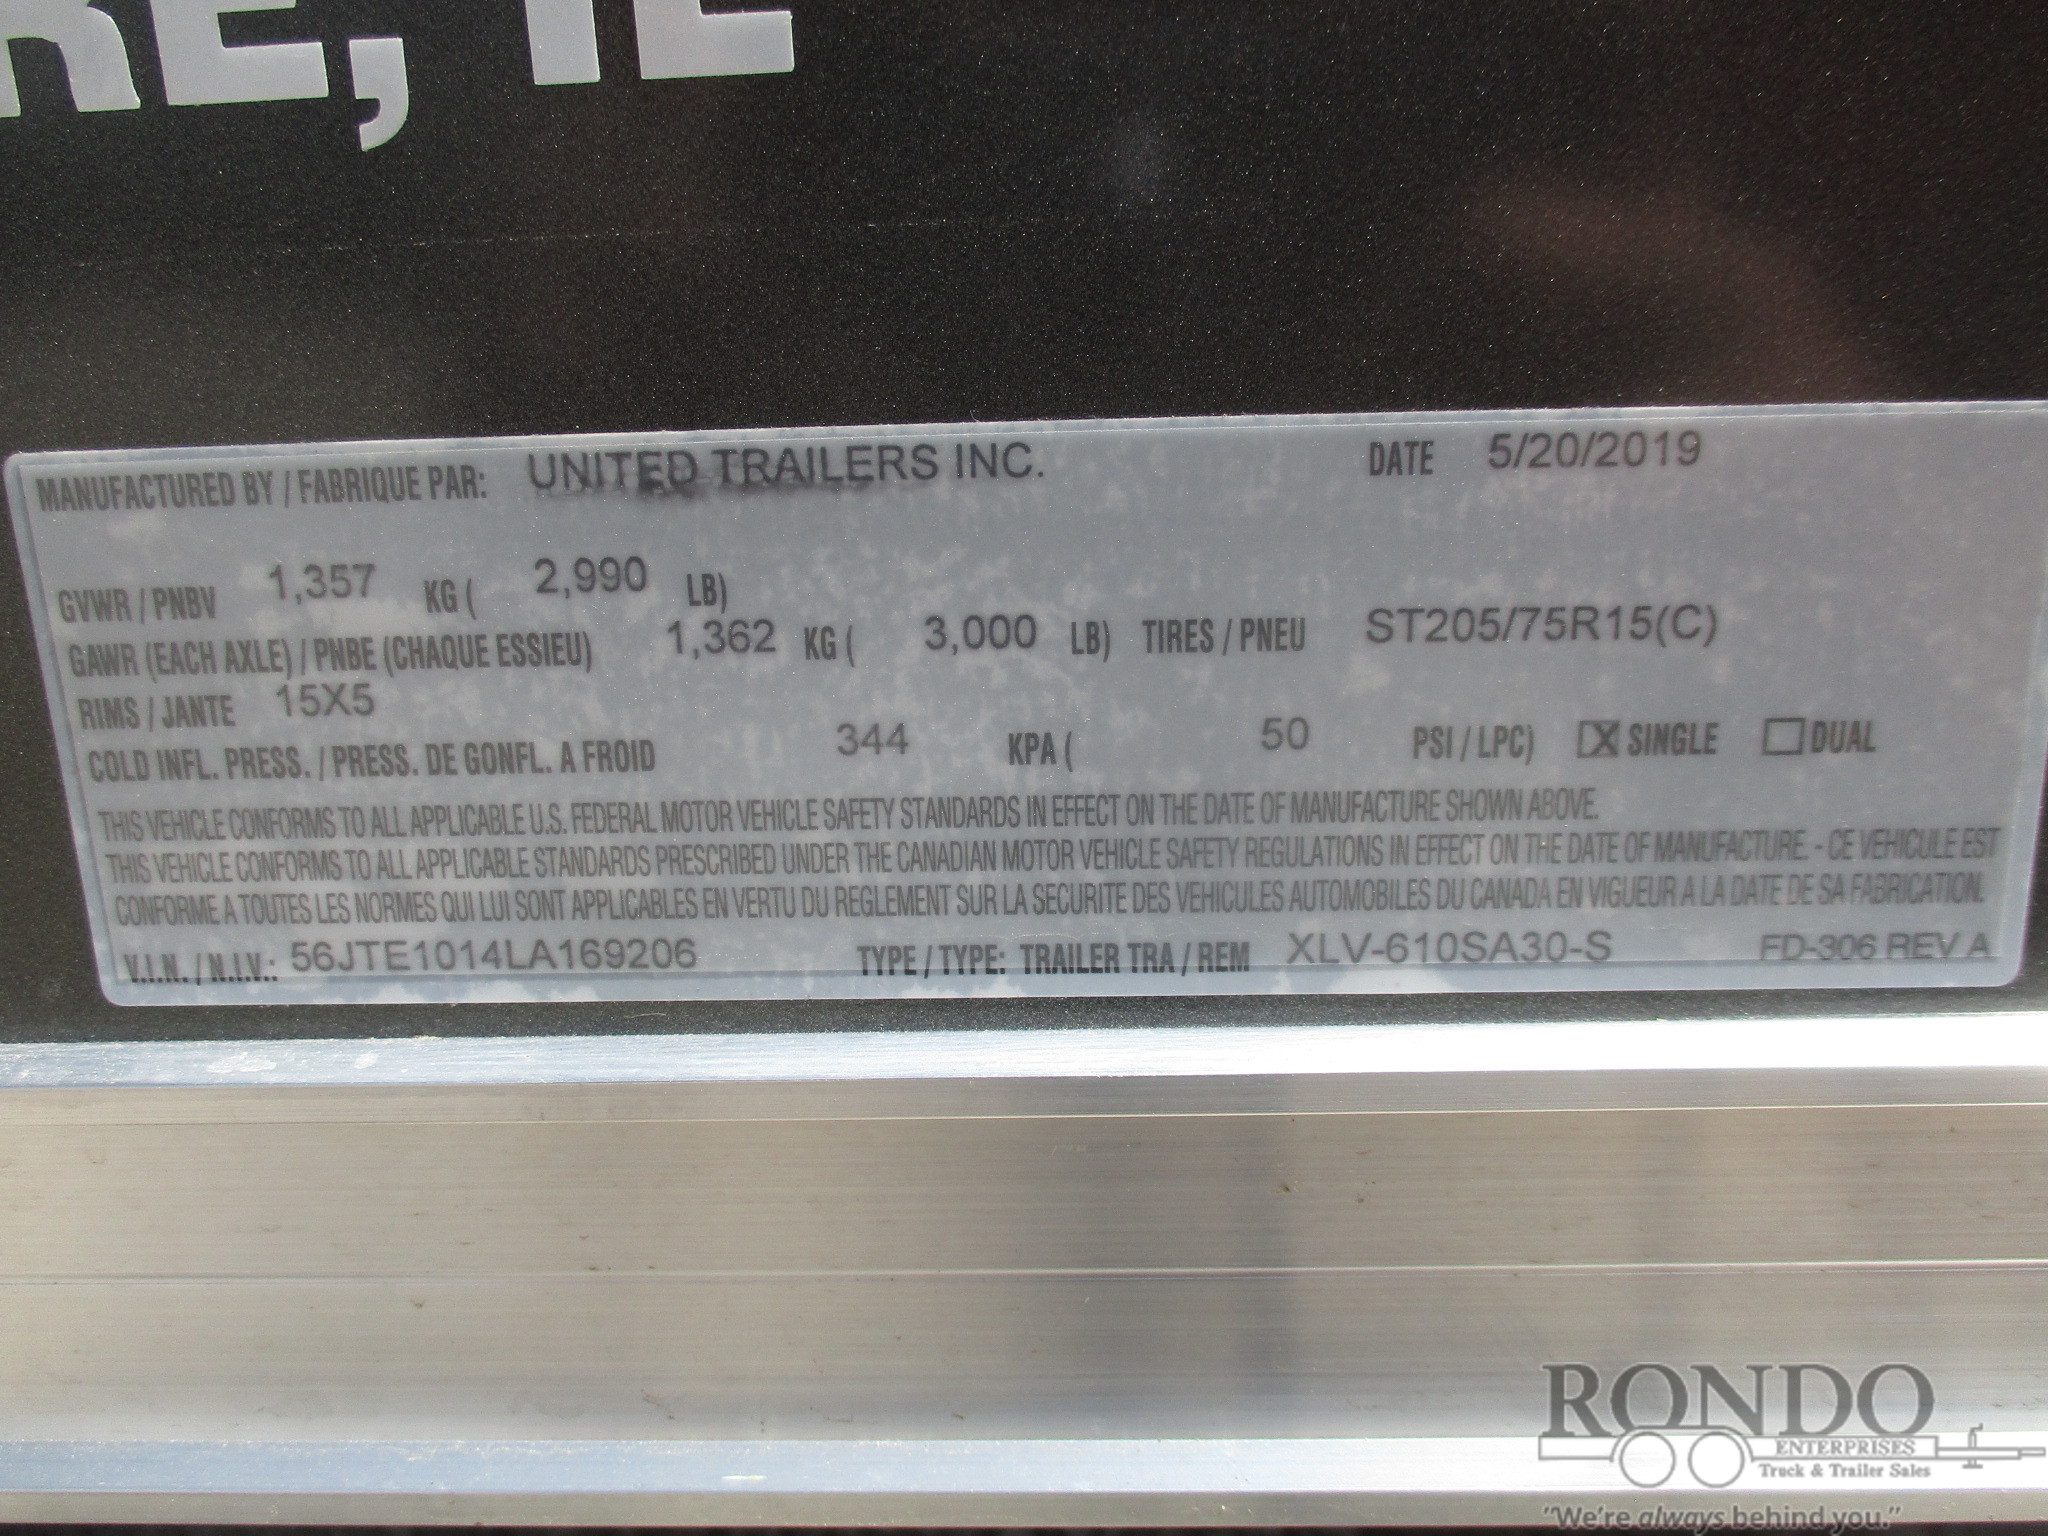 RE, IL
MANUFACTURED BY / FABRIQUE PAR: UNITED TRAILERS INC. DATE 5/20/2019
GVWR / PNBV 1,357 KG ( 2,990 LB)
GAWR (EACH AXLE) / PNBE (CHAQUE ESSIEU) 1,362 KG ( 3,000 LB) TIRES / PNEU ST205/75R15(C)
RIMS / JANTE 15X5
COLD INFL. PRESS. / PRESS. DE GONFL. A FROID 344 KPA ( 50 PSI / LPC) ☒ SINGLE ☐ DUAL
THIS VEHICLE CONFORMS TO ALL APPLICABLE U.S. FEDERAL MOTOR VEHICLE SAFETY STANDARDS IN EFFECT ON THE DATE OF MANUFACTURE SHOWN ABOVE.
THIS VEHICLE CONFORMS TO ALL APPLICABLE STANDARDS PRESCRIBED UNDER THE CANADIAN MOTOR VEHICLE SAFETY REGULATIONS IN EFFECT ON THE DATE OF MANUFACTURE. - CE VEHICULE EST
CONFORME A TOUTES LES NORMES QUI LUI SONT APPLICABLES EN VERTU DU REGLEMENT SUR LA SECURITE DES VEHICULES AUTOMOBILES DU CANADA EN VIGUEUR A LA DATE DE SA FABRICATION.
V.I.N. / N.I.V.: 56JTE1014LA169206 TYPE / TYPE: TRAILER TRA / REM XLV-610SA30-S FD-306 REV A
RONDO
ENTERPRISES
Truck & Trailer Sales
"We're always behind you."